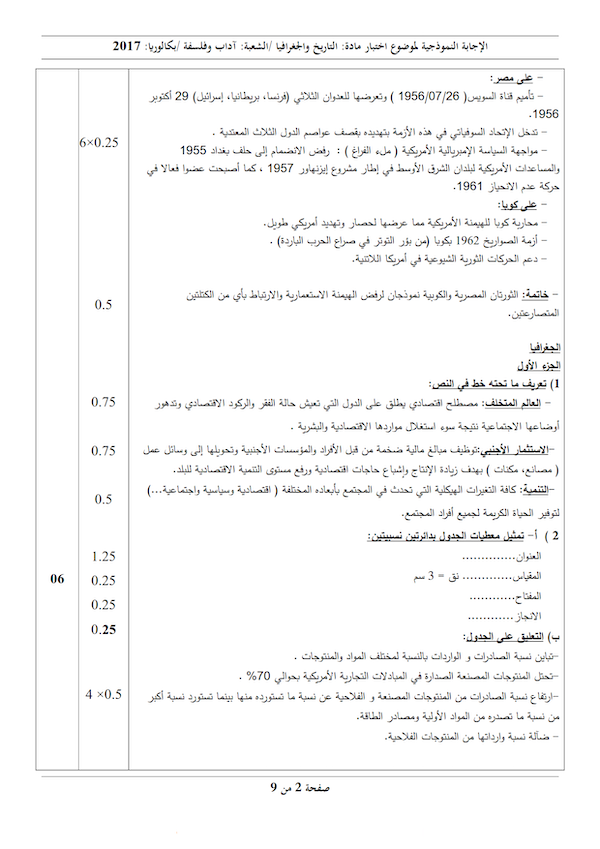 الإجابة النموذجية لموضوع اختبار مادة: التاريخ والجغرافيا /الشعبة: آداب وفلسفة /بكالوريا: 2017
– على مصر:
– تأميم قناة السويس( 1956/07/26 ) وتعرضها للعدوان الثلاثي (فرنسا، بريطانيا، إسرائيل) 29 أكتوبر
1956.
– تدخل الإتحاد السوفياتي في هذه الأزمة بتهديده بقصف عواصم الدول الثلاث المعتدية .
6×0.25
– مواجهة السياسة الإمبريالية الأمريكية ( ملء الفراغ ) : رفض الانضمام إلى حلف بغداد 1955
والمساعدات الأمريكية لبلدان الشرق الأوسط في إطار مشروع إيزنهاور 1957 ، كما أصبحت عضوا فعالا في
حركة عدم الانحياز 1961.
– على كوبا:
– محاربة كوبا للهيمنة الأمريكية مما عرضها لحصار وتهديد أمريكي طويل.
– أزمة الصواريخ 1962 بكوبا (من بؤر التوتر في صراع الحرب الباردة) .
– دعم الحركات الثورية الشيوعية في أمريكا اللاتنية.
– خاتمة: الثورتان المصرية والكوبية نموذجان لرفض الهيمنة الاستعمارية والارتباط بأي من الكتلتين
0.5
المتصارعتين.
الجغرافيا
الجزء الأول
1) تعريف ما تحته خط في النص:
– العالم المتخلف: مصطلح اقتصادي يطلق على الدول التي تعيش حالة الفقر والركود الاقتصادي وتدهور
0.75
أوضاعها الاجتماعية نتيجة سوء استغلال مواردها الاقتصادية والبشرية .
–الاستثمار الأجنبي:توظيف مبالغ مالية ضخمة من قبل الأفراد والمؤسسات الأجنبية وتحويلها إلى وسائل عمل
0.75
( مصانع، مكنات ) بهدف زيادة الإنتاج وإشباع حاجات اقتصادية ورفع مستوى التنمية الاقتصادية للبلد.
–التنمية: كافة التغيرات الهيكلية التي تحدث في المجتمع بأبعاده المختلفة ( اقتصادية وسياسية واجتماعية...)
0.5
لتوفير الحياة الكريمة لجميع أفراد المجتمع.
2 ) أ– تمثيل معطيات الجدول بدائرتين نسبيتين:
العنوان..............
1.25
المقياس............. نق = 3 سم
0.25
06
المفتاح............
0.25
الانجاز ............
0.25
ب) التعليق على الجدول:
–تباين نسبة الصادرات و الواردات بالنسبة لمختلف المواد والمنتوجات .
–تحتل المنتوجات المصنعة الصدارة في المبادلات التجارية الأمريكية بحوالي 70% .
–ارتفاع نسبة الصادرات من المنتوجات المصنعة و الفلاحية عن نسبة ما تستورده منها بينما تستورد نسبة أكبر
4 ×0.5
من نسبة ما تصدره من المواد الأولية ومصادر الطاقة.
– ضآلة نسبة وارداتها من المنتوجات الفلاحية.
صفحة 2 من 9